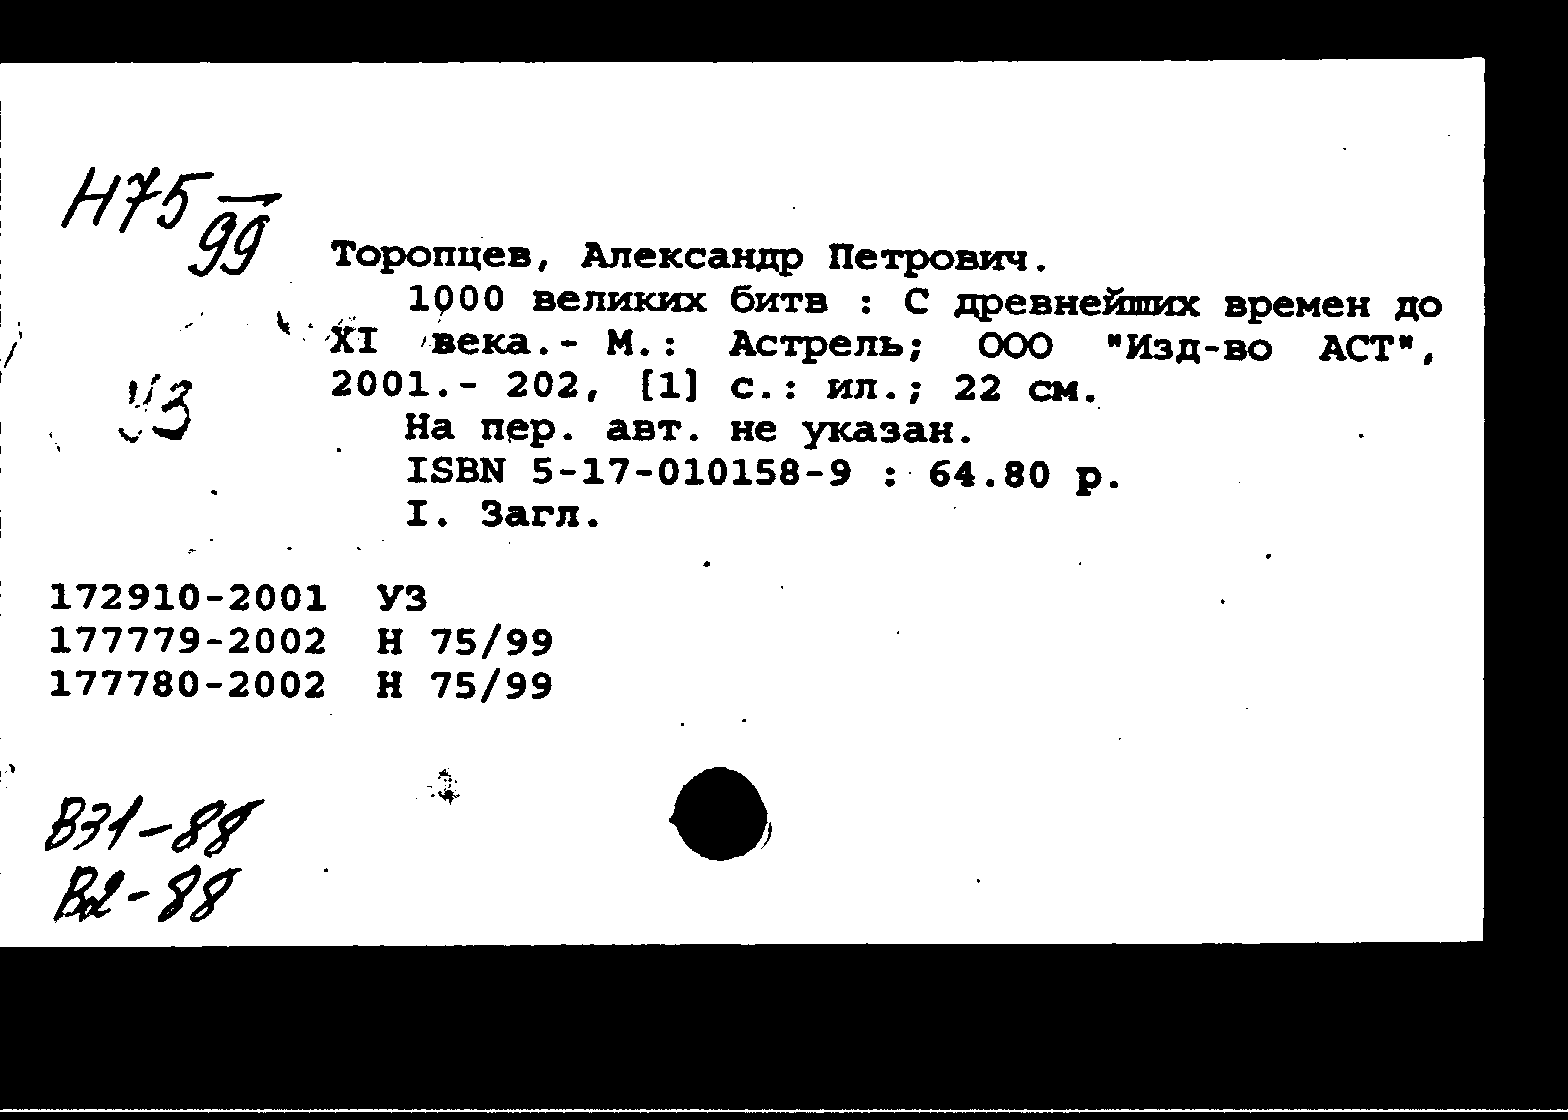 Н75
99
Торопцев, Александр Петрович.
1000 великих битв : С древнейших времен до
XI века.- М.: Астрель; ООО "Изд-во АСТ",
2001.- 202, [1] с.: ил.; 22 см.
УЗ
На пер. авт. не указан.
ISBN 5-17-010158-9 : 64.80 р.
I. Загл.
172910-2001 УЗ
177779-2002 Н 75/99
177780-2002 Н 75/99
В31-88
В2-88